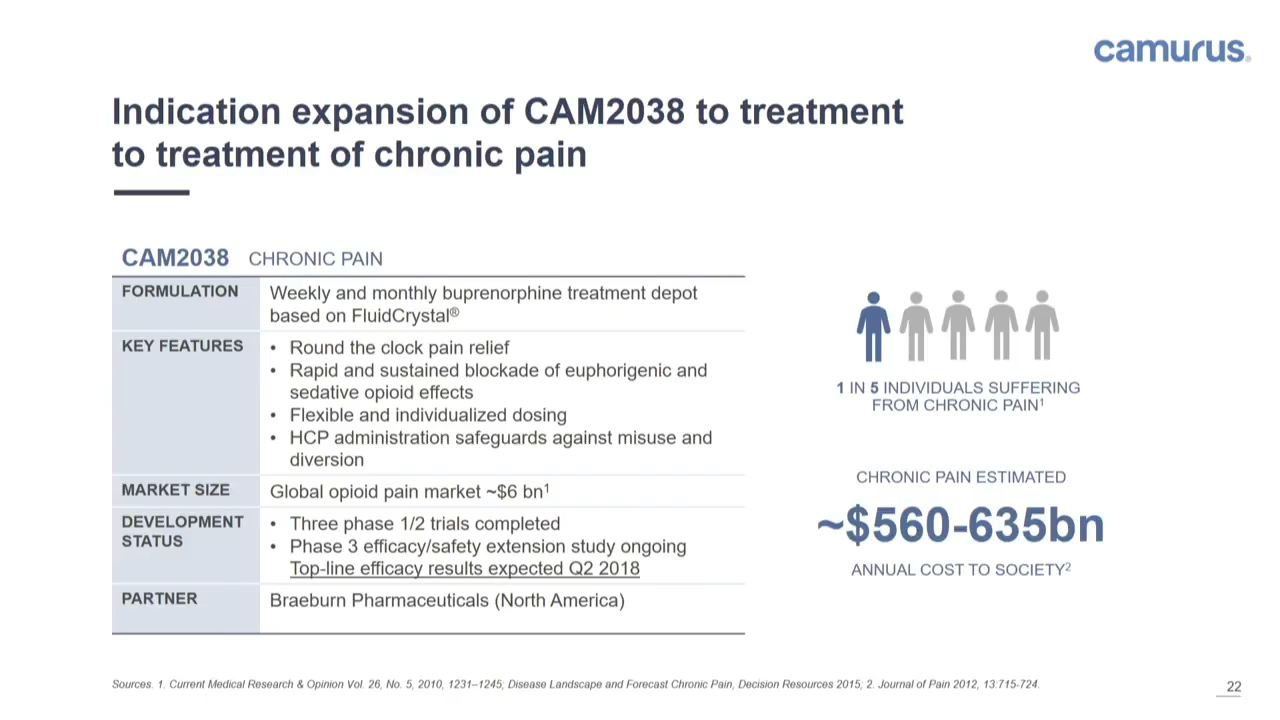 camurus®
Indication expansion of CAM2038 to treatment
to treatment of chronic pain
CAM2038 CHRONIC PAIN
FORMULATION
Weekly and monthly buprenorphine treatment depot
based on FluidCrystal®
KEY FEATURES
• Round the clock pain relief
• Rapid and sustained blockade of euphorigenic and
sedative opioid effects
• Flexible and individualized dosing
• HCP administration safeguards against misuse and
diversion
MARKET SIZE
Global opioid pain market ~$6 bn¹
DEVELOPMENT
STATUS
• Three phase 1/2 trials completed
• Phase 3 efficacy/safety extension study ongoing
Top-line efficacy results expected Q2 2018
PARTNER
Braeburn Pharmaceuticals (North America)
1 IN 5 INDIVIDUALS SUFFERING
FROM CHRONIC PAIN¹
CHRONIC PAIN ESTIMATED
~$560-635bn
ANNUAL COST TO SOCIETY²
Sources. 1. Current Medical Research & Opinion Vol. 26, No. 5, 2010, 1231–1245; Disease Landscape and Forecast Chronic Pain, Decision Resources 2015; 2. Journal of Pain 2012, 13:715-724.
22